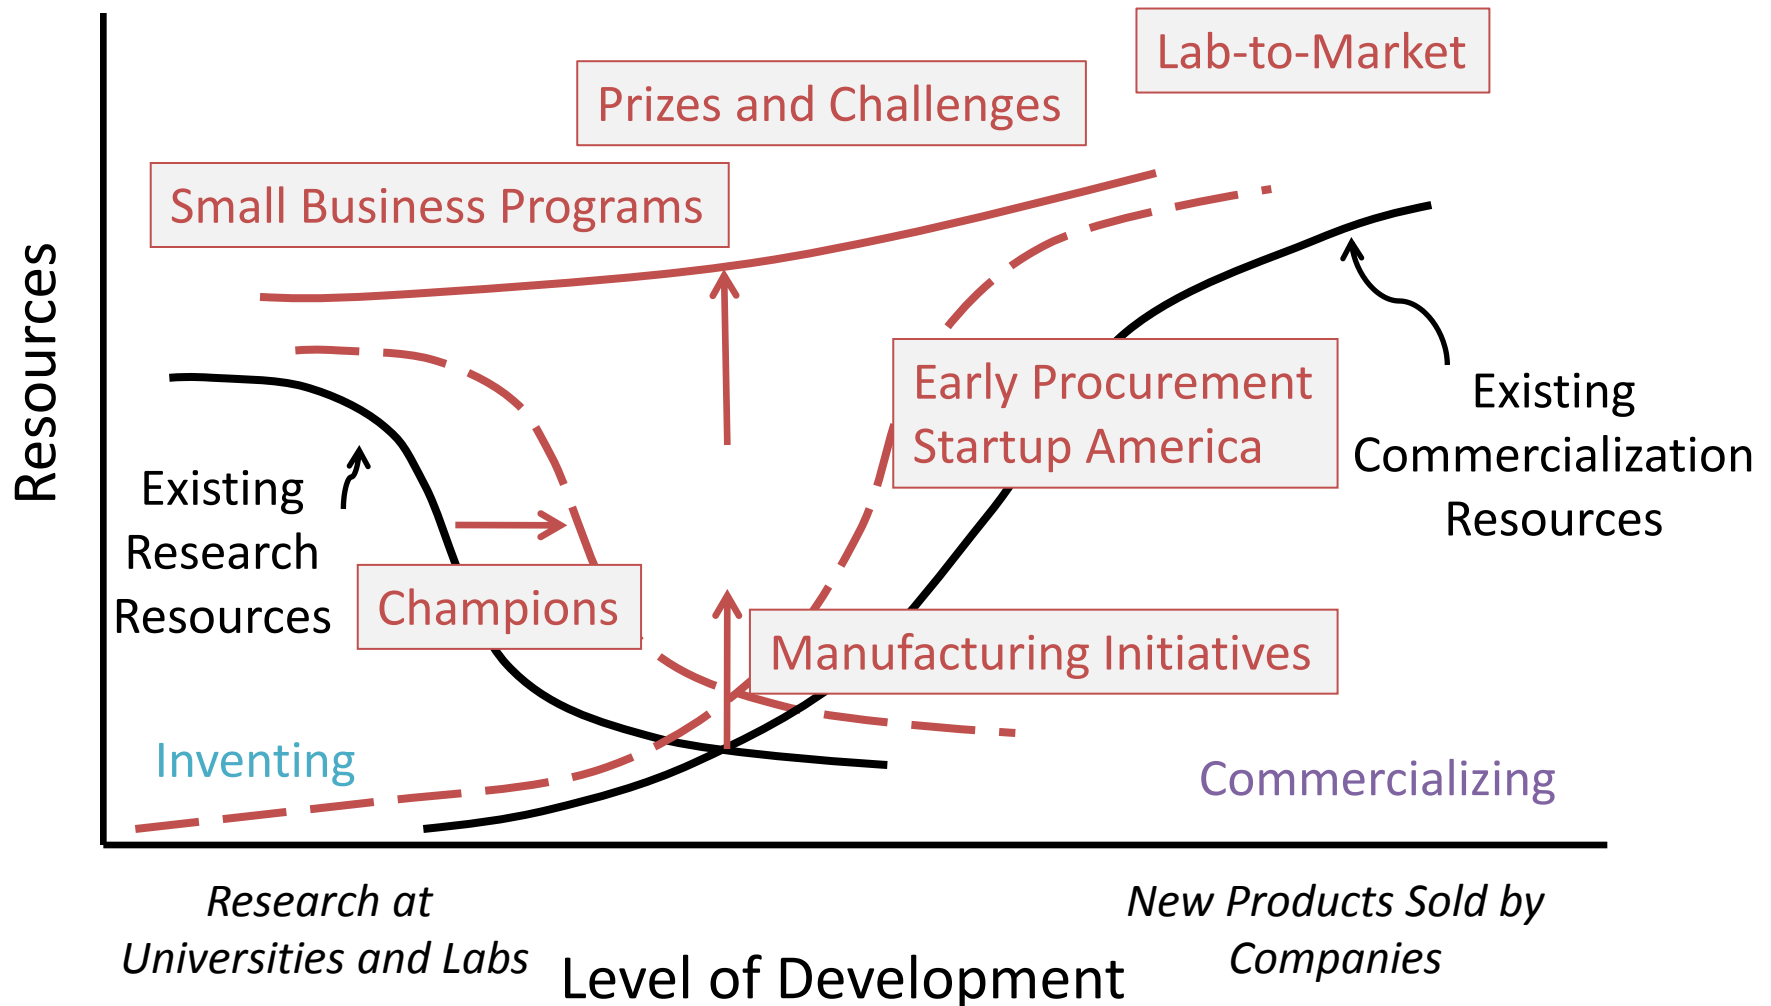 Lab-to-Market
Prizes and Challenges
Small Business Programs
Resources
Early Procurement
Startup America
Existing
Commercialization
Resources
Existing
Research
Resources
Champions
Manufacturing Initiatives
Inventing
Commercializing
Research at
Universities and Labs
New Products Sold by
Companies
Level of Development